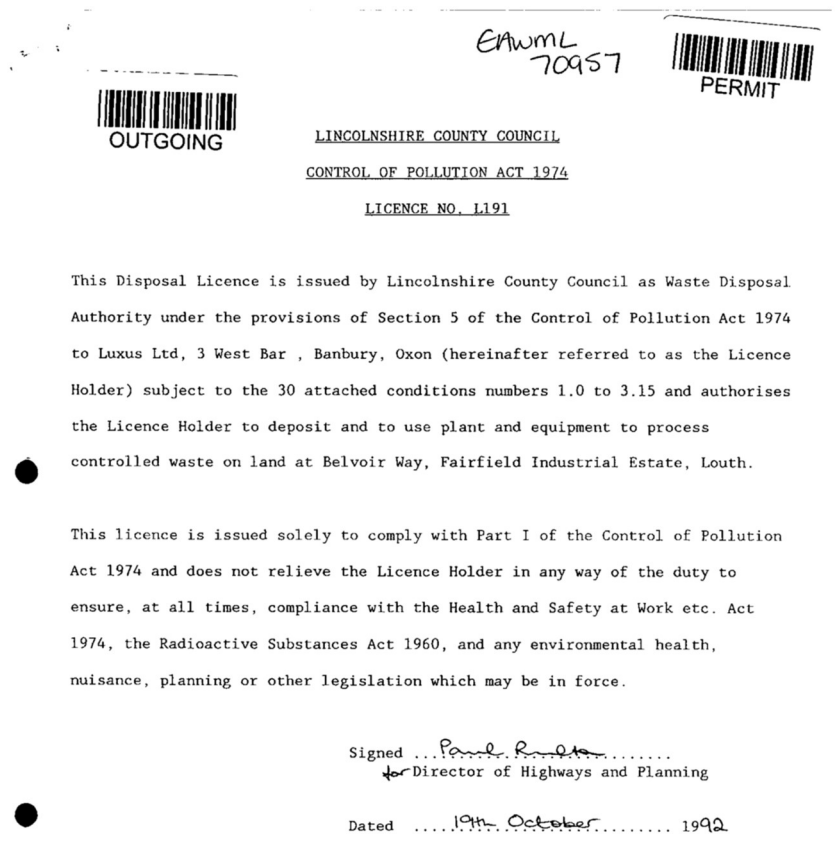 EAWML
70957
PERMIT
OUTGOING
LINCOLNSHIRE COUNTY COUNCIL
CONTROL OF POLLUTION ACT 1974
LICENCE NO. L191
This Disposal Licence is issued by Lincolnshire County Council as Waste Disposal
Authority under the provisions of Section 5 of the Control of Pollution Act 1974
to Luxus Ltd, 3 West Bar , Banbury, Oxon (hereinafter referred to as the Licence
Holder) subject to the 30 attached conditions numbers 1.0 to 3.15 and authorises
the Licence Holder to deposit and to use plant and equipment to process
controlled waste on land at Belvoir Way, Fairfield Industrial Estate, Louth.
This licence is issued solely to comply with Part I of the Control of Pollution
Act 1974 and does not relieve the Licence Holder in any way of the duty to
ensure, at all times, compliance with the Health and Safety at Work etc. Act
1974, the Radioactive Substances Act 1960, and any environmental health,
nuisance, planning or other legislation which may be in force.
Signed ... Paul ........
for Director of Highways and Planning
Dated ..... 19th October ......... 1992